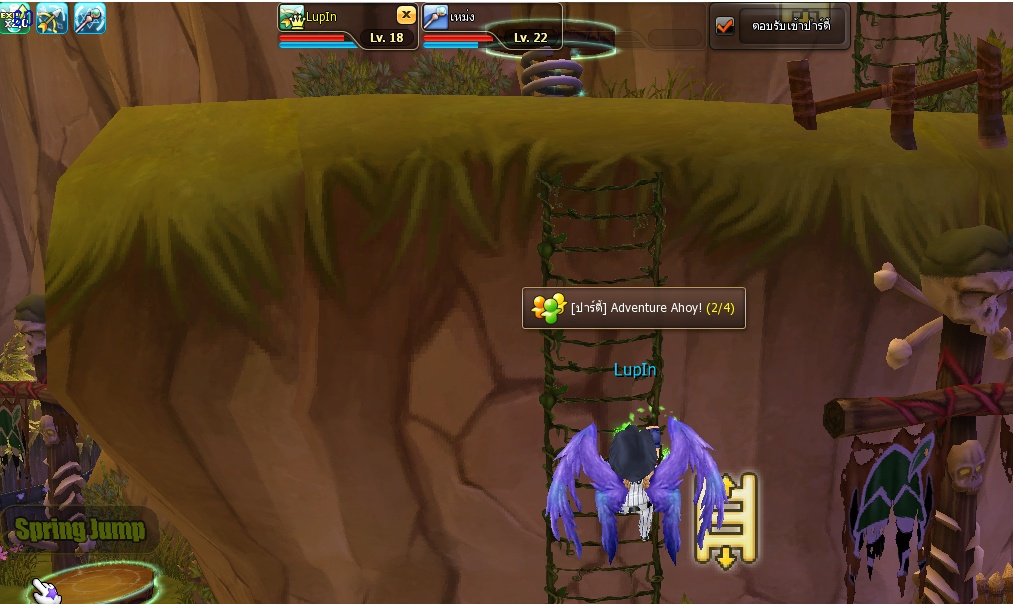 LupIn
เหม่ง
Lv. 18
Lv. 22
ตอบรับเข้าปาร์ตี้
[ปาร์ตี้] Adventure Ahoy! (2/4)
LupIn
Spring Jump